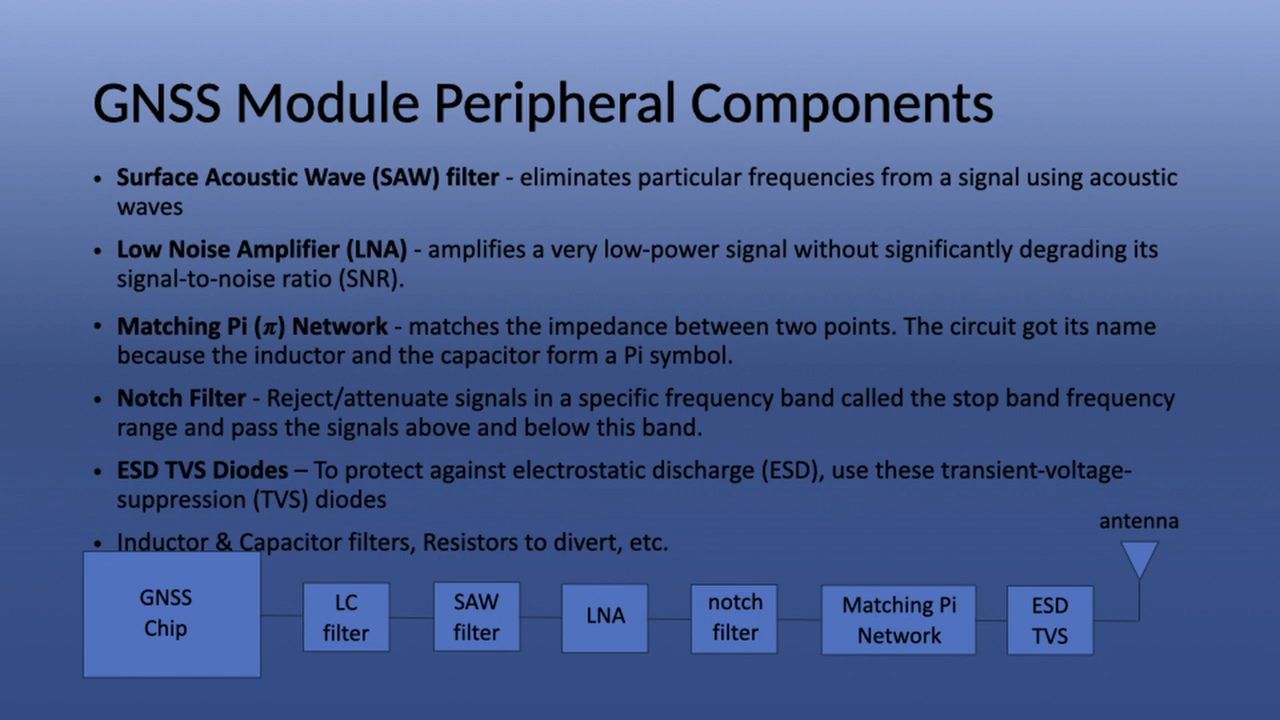 GNSS Module Peripheral Components
• Surface Acoustic Wave (SAW) filter - eliminates particular frequencies from a signal using acoustic
waves
• Low Noise Amplifier (LNA) - amplifies a very low-power signal without significantly degrading its
signal-to-noise ratio (SNR).
• Matching Pi (π) Network - matches the impedance between two points. The circuit got its name
because the inductor and the capacitor form a Pi symbol.
• Notch Filter - Reject/attenuate signals in a specific frequency band called the stop band frequency
range and pass the signals above and below this band.
• ESD TVS Diodes – To protect against electrostatic discharge (ESD), use these transient-voltage-
suppression (TVS) diodes
• Inductor & Capacitor filters, Resistors to divert, etc.
antenna
GNSS
Chip
LC
filter
SAW
filter
LNA
notch
filter
Matching Pi
Network
ESD
TVS